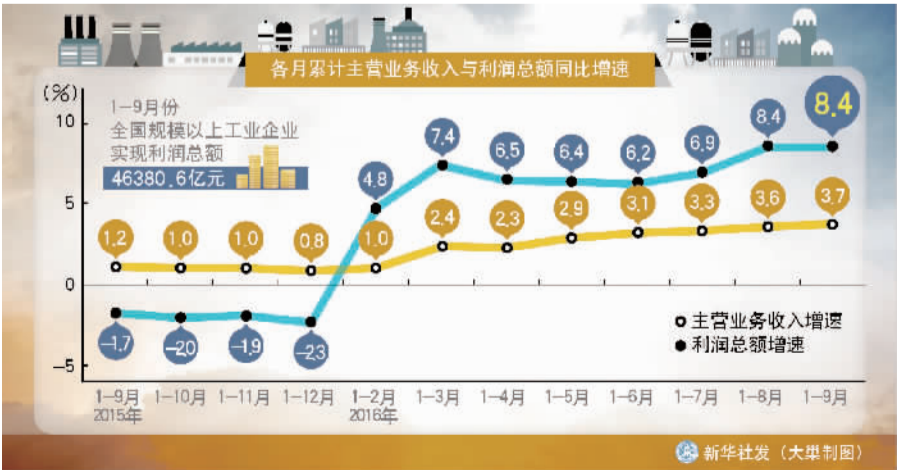 各月累计主营业务收入与利润总额同比增速
(%)
1—9月份
全国规模以上工业企业
实现利润总额
46380.6亿元
10
5
0
—5
4.8
7.4
6.5
6.4
6.2
6.9
8.4
8.4
1.2
1.0
1.0
0.8
1.0
2.4
2.3
2.9
3.1
3.3
3.6
3.7
—1.7
—2.0
—1.9
—2.3
主营业务收入增速
利润总额增速
1—9月 1—10月 1—11月 1—12月 1—2月 1—3月 1—4月 1—5月 1—6月 1—7月 1—8月 1—9月
2015年 2016年
新华社发（大巢制图）